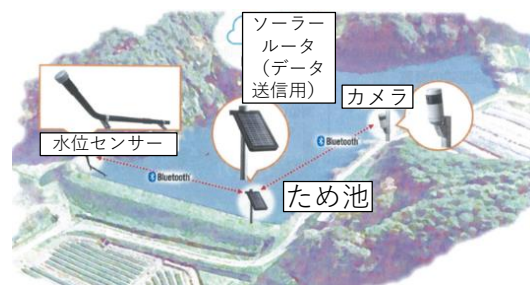 ソーラー
ルータ
（データ
送信用）
カメラ
水位センサー
Bluetooth
Bluetooth
ため池